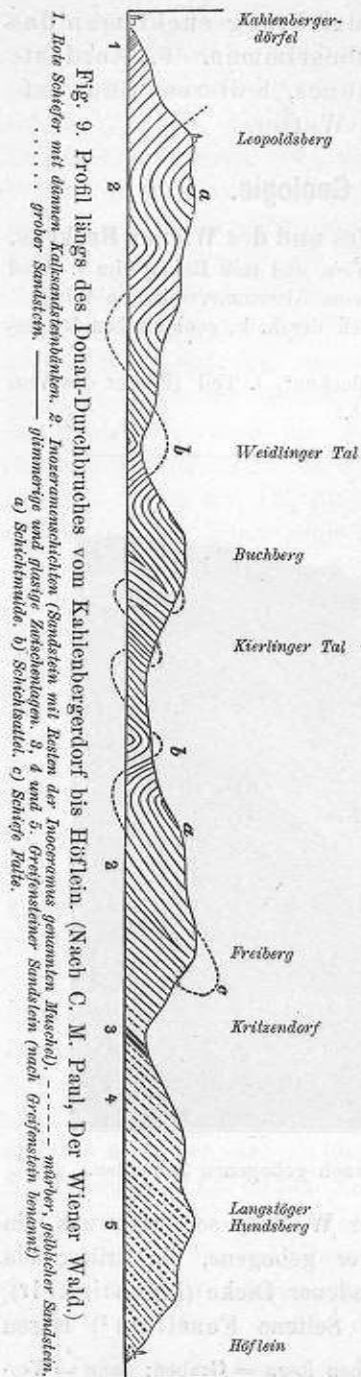 Kahlenberger-
dörfel
Leopoldsberg
Weidlinger Tal
Buchberg
Kierlinger Tal
Freiberg
Kritzendorf
Langstöger
Hundsberg
Höflein
1
2
a
b
b
a
2
c
3
4
5
Fig. 9. Profil längs des Donau-Durchbruches vom Kahlenbergerdorf bis Höflein. (Nach C. M. Paul, Der Wiener Wald.)
1. Rote Schiefer mit dünnen Kalksandsteinbänken. 2. Inozeramenschichten (Sandstein mit Resten der Inoceramus genannten Muschel). - - - - - mürber, gelblicher Sandstein,
. . . . . . grober Sandstein. ——— glimmerige und glasige Zwischenlagen. 3, 4 und 5. Greifensteiner Sandstein (nach Greifenstein benannt).
a) Schichtmulde. b) Schichtsattel. c) Schiefe Falte.